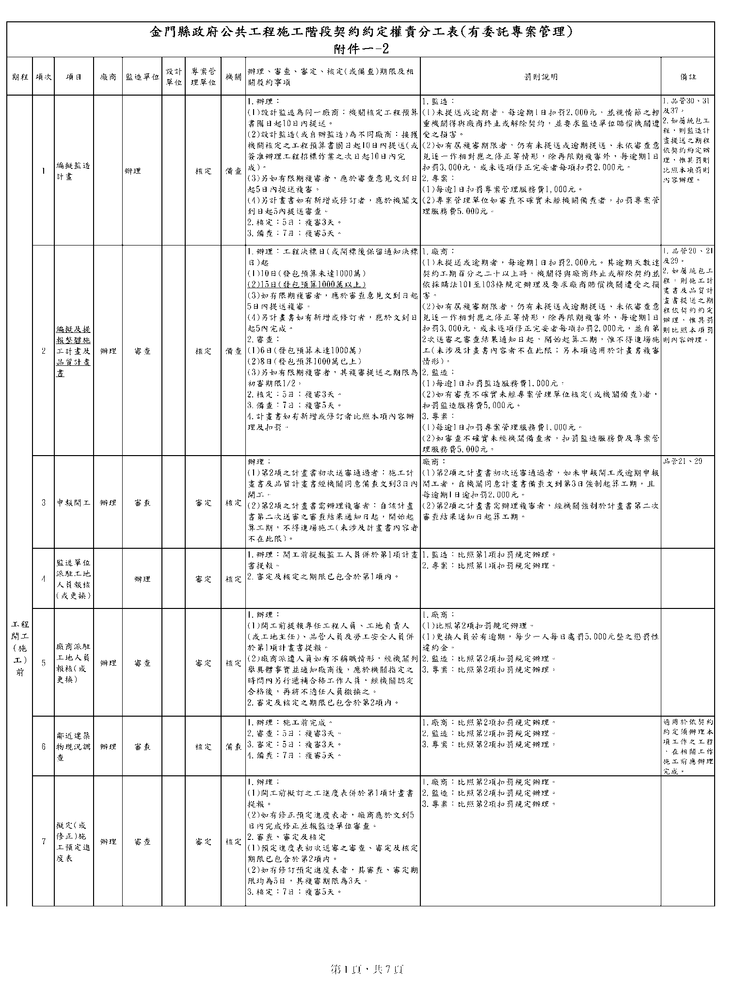 金門縣政府公共工程施工階段契約約定權責分工表(有委託專案管理)
附件一-2
期程
項次
項目
廠商
監造單位
設計
單位
專案管
理單位
機關
辦理、審查、審定、核定(或備查)期限及相
關履約事項
罰則說明
備註
工程
開工
(施
工)
前
1
編擬監造
計畫
辦理
核定
備查
1.辦理：
(1)設計監造為同一廠商：機關核定工程預算
書圖日起10日內提送。
(2)設計監造(或自辦監造)為不同廠商：接獲
機關核定之工程預算書圖日起10日內提送(或
簽准辦理工程招標作業之次日起10日內完
成)。
(3)另如有限期複審者，應於審查意見文到日
起5日內提送複審。
(4)另計畫書如有新增或修訂者，應於機關文
到日起5內提送審查。
2.核定：5日；複審3天。
3.備查：7日；複審5天。
1.監造：
(1)未提送或逾期者，每逾期1日扣罰2,000元，並視情節之輕
重機關得與廠商終止或解除契約，並要求監造單位賠償機關遭
受之損害。
(2)如有屆複審期限者，仍有未提送或逾期提送、未依審查意
見逐一作相對應之修正等情形，除再限期複審外，每逾期1日
扣罰3,000元，或未逐項修正完妥者每項扣罰2,000元。
2.專案：
(1)每逾1日扣罰專案管理服務費1,000元。
(2)專案管理單位如審查不確實未經機關備查者，扣罰專案管
理服務費5,000元。
1.品管30、31
及37。
2.如屬統包工
程，則監造計
畫提送之期程
依契約約定辦
理，惟其罰則
比照本項罰則
內容辦理。
2
編擬及提
報整體施
工計畫及
品質計畫
書
辦理
審查
核定
備查
1.辦理：工程決標日(或開標後保留通知決標
日)起
(1)10日(發包預算未達1000萬)
(2)15日(發包預算1000萬以上)
(3)如有限期複審者，應於審查意見文到日起
5日內提送複審。
(4)另計畫書如有新增或修訂者，應於文到日
起5內完成。
2.審查：
(1)6日(發包預算未達1000萬)
(2)8日(發包預算1000萬已上)
(3)另如有限期複審者，其複審提送之期限為
初審期限1/2。
2.核定：5日；複審3天。
3.備查：7日；複審5天。
4.計畫書如有新增或修訂者比照本項內容辦
理及扣罰。
1.廠商：
(1)未提送或逾期者，每逾期1日扣罰2,000元。其逾期天數達
契約工期百分之二十以上時，機關得與廠商終止或解除契約並
依採購法101至103條規定辦理及要求廠商賠償機關遭受之損
害。
(2)如有屆複審期限者，仍有未提送或逾期提送、未依審查意
見逐一作相對應之修正等情形，除再限期複審外，每逾期1日
扣罰3,000元，或未逐項修正完妥者每項扣罰2,000元，並自第
2次送審之審查結果通知日起，開始起算工期，惟不得進場施
工(未涉及計畫書內容者不在此限；另本項適用於計畫書複審
情形)。
2.監造：
(1)每逾1日扣罰監造服務費1,000元。
(2)如有審查不確實未經專案管理單位核定(或機關備查)者，
扣罰監造服務費5,000元。
3.專案：
(1)每逾1日扣罰專案管理服務費1,000元。
(2)如審查不確實未經機關備查者，扣罰監造服務費及專案管
理服務費5,000元。
1.品管20、21
及29。
2.如屬統包工
程，則施工計
畫書及品質計
畫書提送之期
程依契約約定
辦理，惟其罰
則比照本項罰
則內容辦理。
3
申報開工
辦理
審查
審定
核定
辦理：
(1)第2項之計畫書初次送審通過者：施工計
畫書及品質計畫書經機關同意備查文到3日內
開工。
(2)第2項之計畫書需辦理複審者：自該計畫
書第二次送審之審查結果通知日起，開始起
算工期，不得進場施工(未涉及計畫書內容者
不在此限)。
廠商：
(1)第2項之計畫書初次送審通過者，如未申報開工或逾期申報
開工者，自機關同意計畫書備查文到第3日強制起算工期，且
每逾期1日逾扣罰2,000元。
(2)第2項之計畫書需辦理複審者，經機關強制於計畫書第二次
審查結果通知日起算工期。
品管21、29
4
監造單位
派駐工地
人員報核
(或更換)
辦理
審定
核定
1.辦理：開工前提報監工人員併於第1項計畫
書提報。
2.審定及核定之期限已包含於第1項內。
1.監造：比照第1項扣罰規定辦理。
2.專案：比照第1項扣罰規定辦理。
5
廠商派駐
工地人員
報核(或
更換)
辦理
審查
審定
核定
1.辦理：
(1)開工前提報專任工程人員、工地負責人
(或工地主任)、品管人員及勞工安全人員併
於第1項計畫書提報。
(2)廠商派遣人員如有不稱職情形，經機關列
舉具體事實並通知廠商後，應於機關指定之
時間內另行遞補合格工作人員，經機關認定
合格後，再將不適任人員撤換之。
2.審定及核定之期限已包含於第2項內。
1.廠商：
(1)比照第2項扣罰規定辦理。
(1)更換人員若有逾期，每少一人每日處罰5,000元整之懲罰性
違約金。
2.監造：比照第2項扣罰規定辦理。
3.專案：比照第2項扣罰規定辦理。
6
鄰近建築
物現況調
查
辦理
審查
核定
備查
1.辦理：施工前完成。
2.審查：5日；複審3天。
3.審定：5日；複審3天。
4.備查：7日；複審5天。
1.廠商：比照第2項扣罰規定辦理。
2.監造：比照第2項扣罰規定辦理。
3.專案：比照第2項扣罰規定辦理。
適用於依契約
約定須辦理本
項工作之工程
，在相關工作
施工前應辦理
完成。
7
擬定(或
修正)施
工預定進
度表
辦理
審查
審定
核定
1.辦理：
(1)開工前擬訂之工進度表併於第1項計畫書
提報。
(2)如有修正預定進度表者，廠商應於文到5
日內完成修正並報監造單位審查。
2.審查、審定及核定
(1)預定進度表初次送審之審查、審定及核定
期限已包含於第2項內。
(2)如有修訂預定進度表者，其審查、審定期
限均為5日，其複審期限為3天。
3.核定：7日；複審5天。
1.廠商：比照第2項扣罰規定辦理。
2.監造：比照第2項扣罰規定辦理。
3.專案：比照第2項扣罰規定辦理。
第 1 頁，共 7 頁